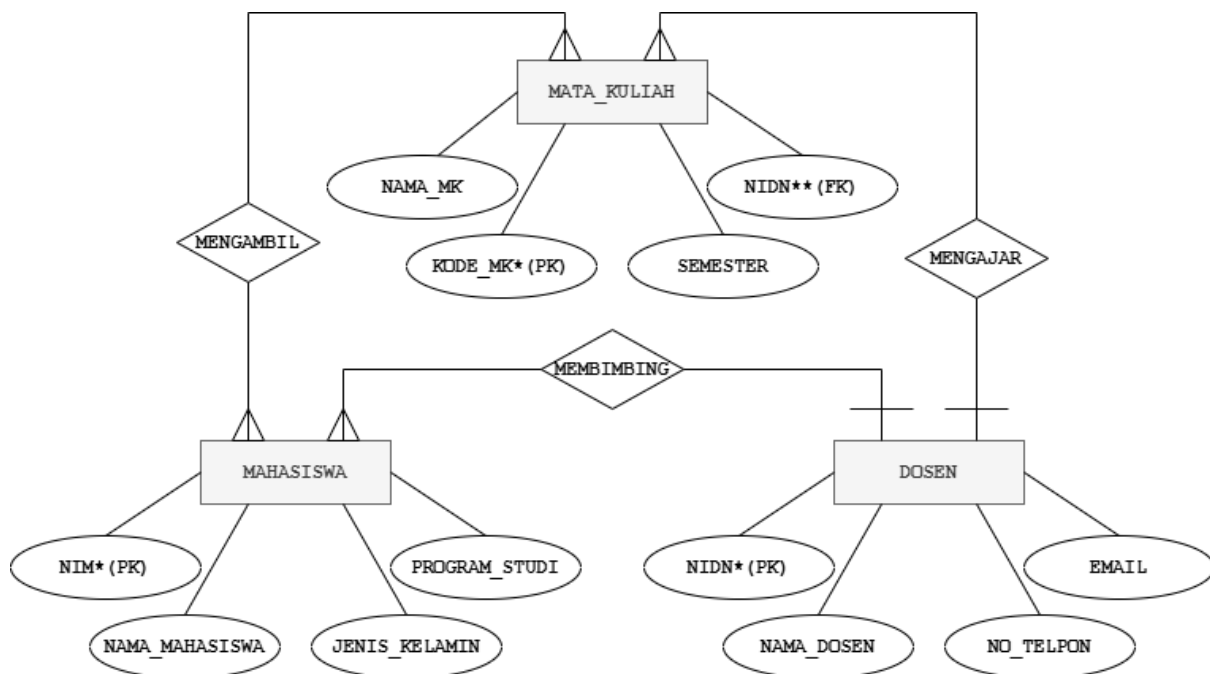 MATA_KULIAH
NAMA_MK
NIDN**(FK)
MENGAMBIL
KODE_MK*(PK)
SEMESTER
MENGAJAR
MEMBIMBING
MAHASISWA
DOSEN
NIM*(PK)
PROGRAM_STUDI
NIDN*(PK)
EMAIL
NAMA_MAHASISWA
JENIS_KELAMIN
NAMA_DOSEN
NO_TELPON